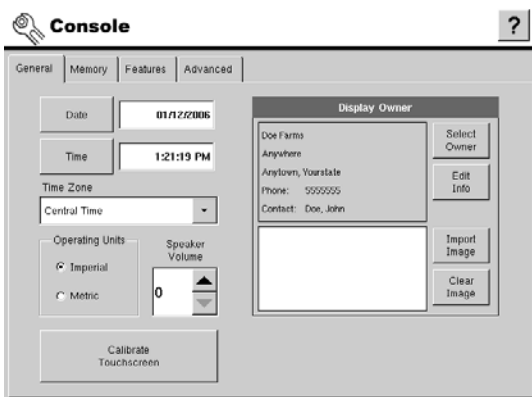 Console
?
General Memory Features Advanced
Date 01/12/2006
Time 1:21:19 PM
Time Zone
Central Time
Operating Units
Imperial
Metric
Speaker
Volume
0
Calibrate
Touchscreen
Display Owner
Doe Farms
Anywhere
Anytown, Yourstate
Phone: 5555555
Contact: Doe, John
Select
Owner
Edit
Info
Import
Image
Clear
Image